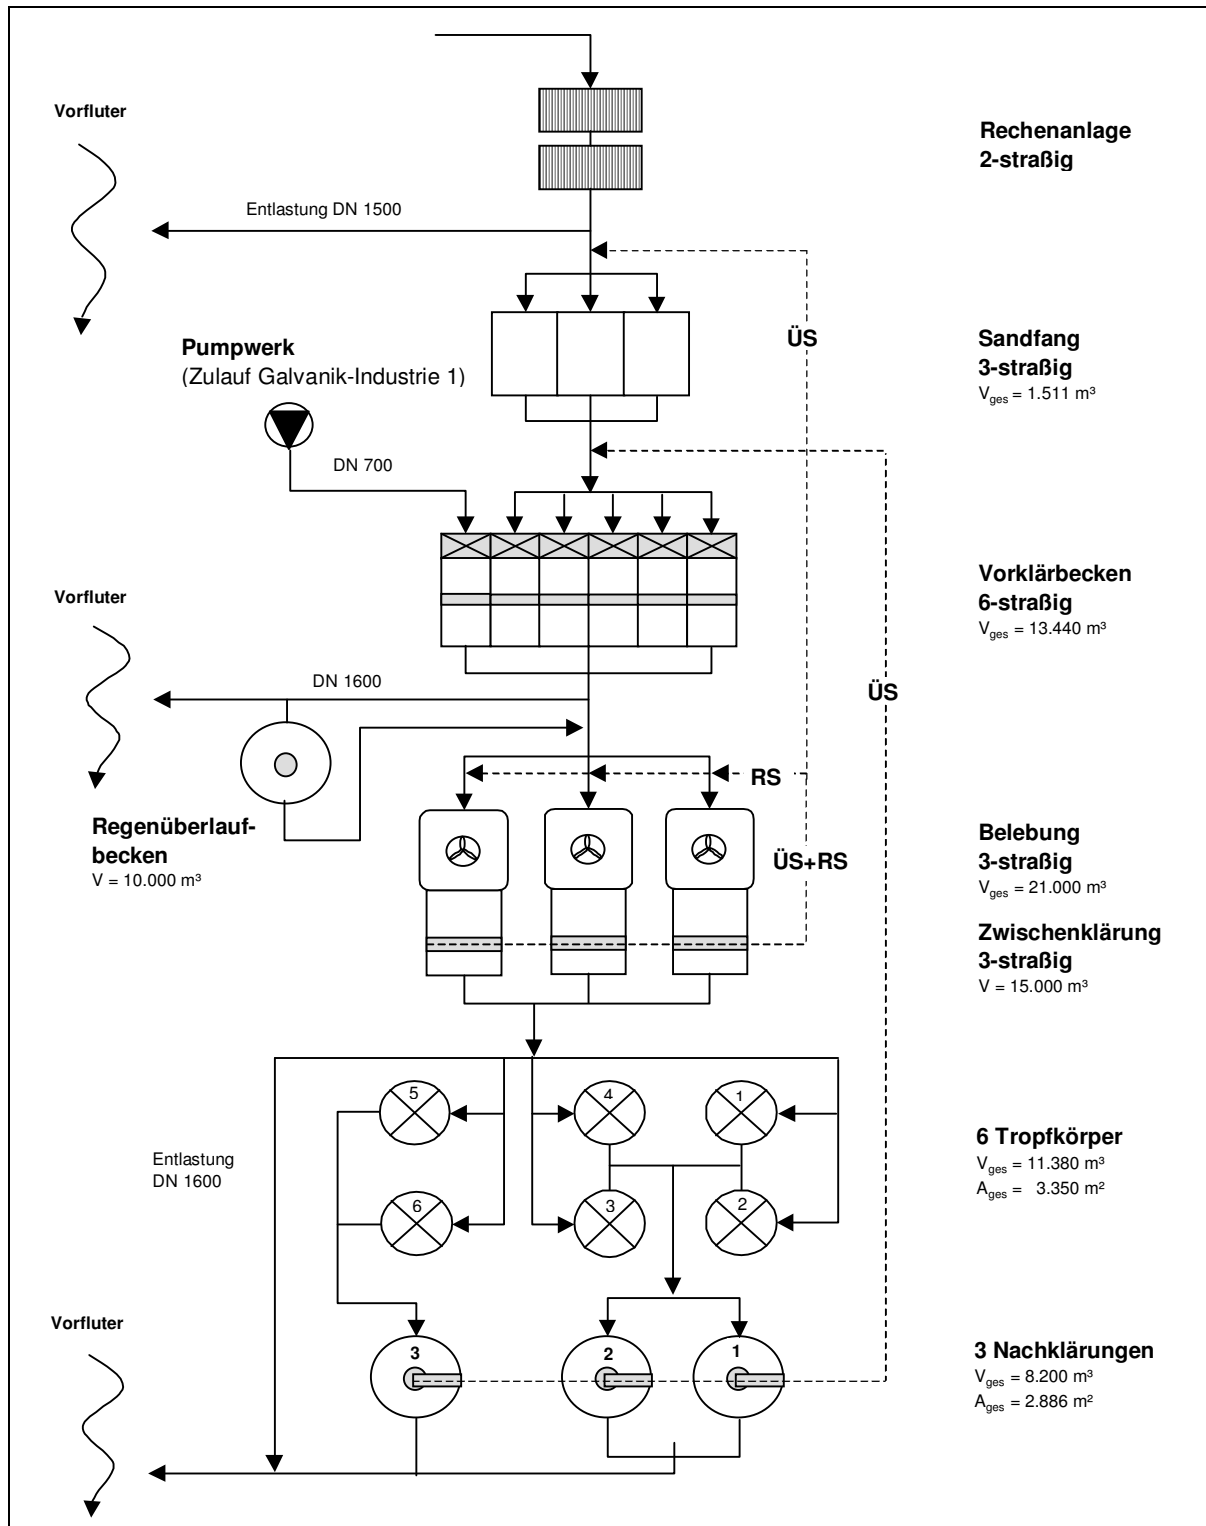 Vorfluter
Rechenanlage
2-straßig
Entlastung DN 1500
ÜS
Sandfang
3-straßig
Vges = 1.511 m³
Pumpwerk
(Zulauf Galvanik-Industrie 1)
DN 700
Vorklärbecken
6-straßig
Vges = 13.440 m³
Vorfluter
ÜS
DN 1600
RS
Regenüberlauf-
becken
V = 10.000 m³
Belebung
3-straßig
Vges = 21.000 m³
ÜS+RS
Zwischenklärung
3-straßig
V = 15.000 m³
5
4
1
6 Tropfkörper
Vges = 11.380 m³
Ages = 3.350 m²
Entlastung
DN 1600
6
3
2
Vorfluter
3
2
1
3 Nachklärungen
Vges = 8.200 m³
Ages = 2.886 m²